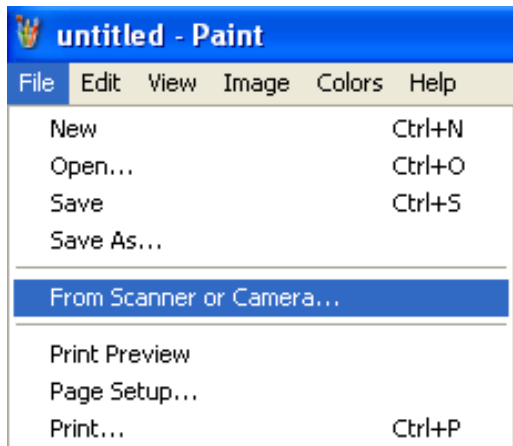 untitled - Paint
File Edit View Image Colors Help
New Ctrl+N
Open... Ctrl+O
Save Ctrl+S
Save As...
From Scanner or Camera...
Print Preview
Page Setup...
Print... Ctrl+P